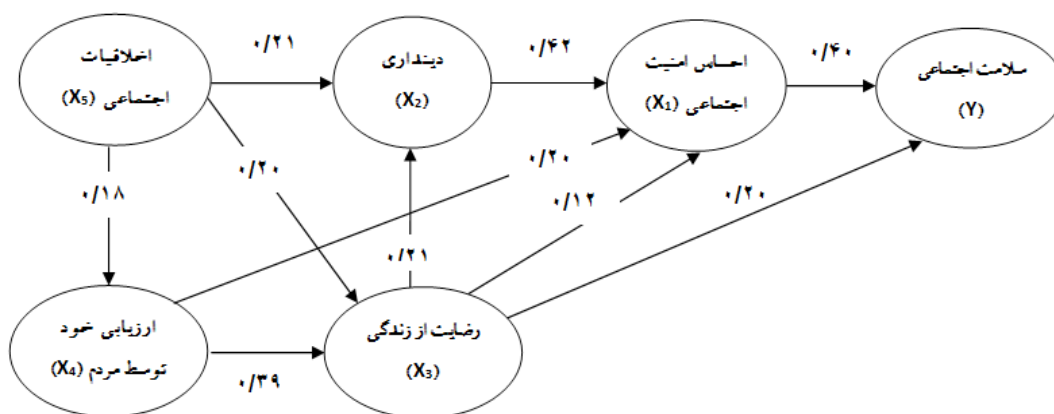 اخلاقیات
اجتماعی (X₅)
۰/۲۱
دینداری
(X₂)
۰/۴۲
احساس امنیت
اجتماعی (X₁)
۰/۴۰
سلامت اجتماعی
(Y)
۰/۱۸
۰/۲۰
۰/۲۱
۰/۲۰
۰/۱۲
۰/۲۰
ارزیابی خود
توسط مردم (X₄)
۰/۳۹
رضایت از زندگی
(X₃)